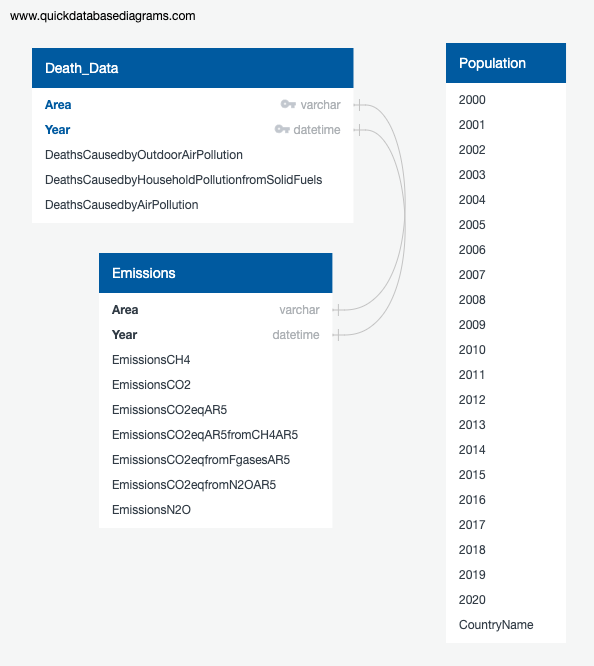 www.quickdatabasediagrams.com
Death_Data
Area varchar
Year datetime
DeathsCausedbyOutdoorAirPollution
DeathsCausedbyHouseholdPollutionfromSolidFuels
DeathsCausedbyAirPollution
Emissions
Area varchar
Year datetime
EmissionsCH4
EmissionsCO2
EmissionsCO2eqAR5
EmissionsCO2eqAR5fromCH4AR5
EmissionsCO2eqfromFgasesAR5
EmissionsCO2eqfromN2OAR5
EmissionsN2O
Population
2000
2001
2002
2003
2004
2005
2006
2007
2008
2009
2010
2011
2012
2013
2014
2015
2016
2017
2018
2019
2020
CountryName